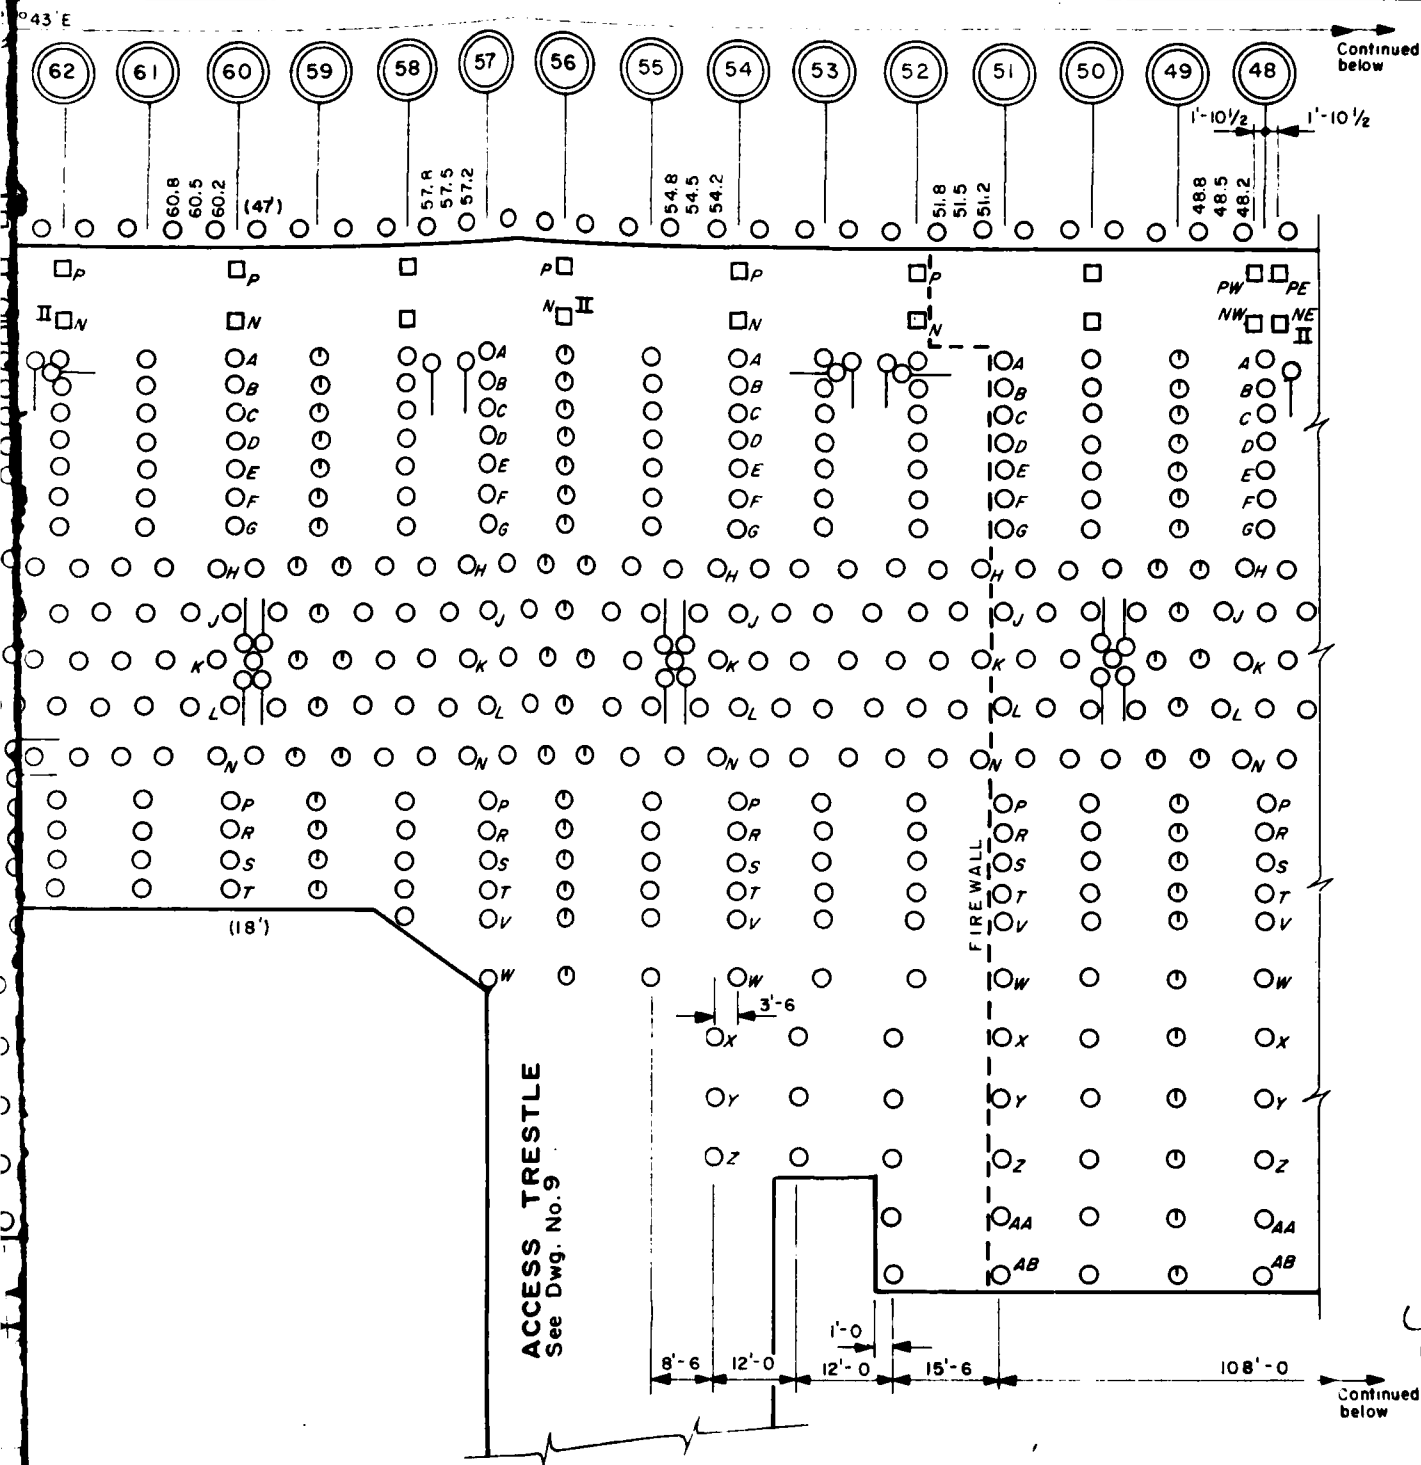 °43'E
Continued
below
62 61 60 59 58 57 56 55 54 53 52 51 50 49 48
1'-10½ 1'-10½
60.8 60.5 60.2 (47') 57.8 57.5 57.2 54.8 54.5 54.2 51.8 51.5 51.2 48.8 48.5 48.2
P P P P P PW PE
II N N N II N N NW NE
II
A A A A A
B B B B B
C C C C C
D D D D D
E E E E E
F F F F F
G G G G G
H H H H H
J J J J J
K K K K K
L L L L L
N N N N N
P P P P P
R R R R R
S S S S S
T T T T T
(18') V V V V
W W W W
3'-6
X X X
Y Y Y
Z Z Z
AA AA
AB AB
FIREWALL
ACCESS TRESTLE
See Dwg. No. 9
1'-0
8'-6 12'-0 12'-0 15'-6 108'-0
Continued
below